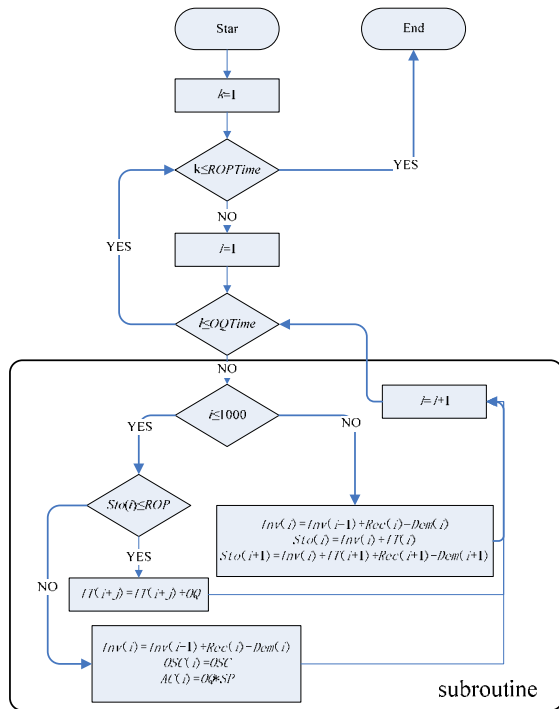 Star
End
k=1
k≤ROPTime
YES
NO
YES
i=1
i≤OQTime
NO
i≤1000
i= i+1
YES
NO
Sto(i)≤ROP
Inv(i)=Inv(i-1)+Rec(i)-Dem(i)
Sto(i)=Inv(i)+IT(i)
Sto(i+1)=Inv(i)+IT(i+1)+Rec(i+1)-Dem(i+1)
YES
NO
IT(i+j)=IT(i+j)+OQ
Inv(i)=Inv(i-1)+Rec(i)-Dem(i)
OSC(i)=OSC
AC(i)=OQ*SP
subroutine